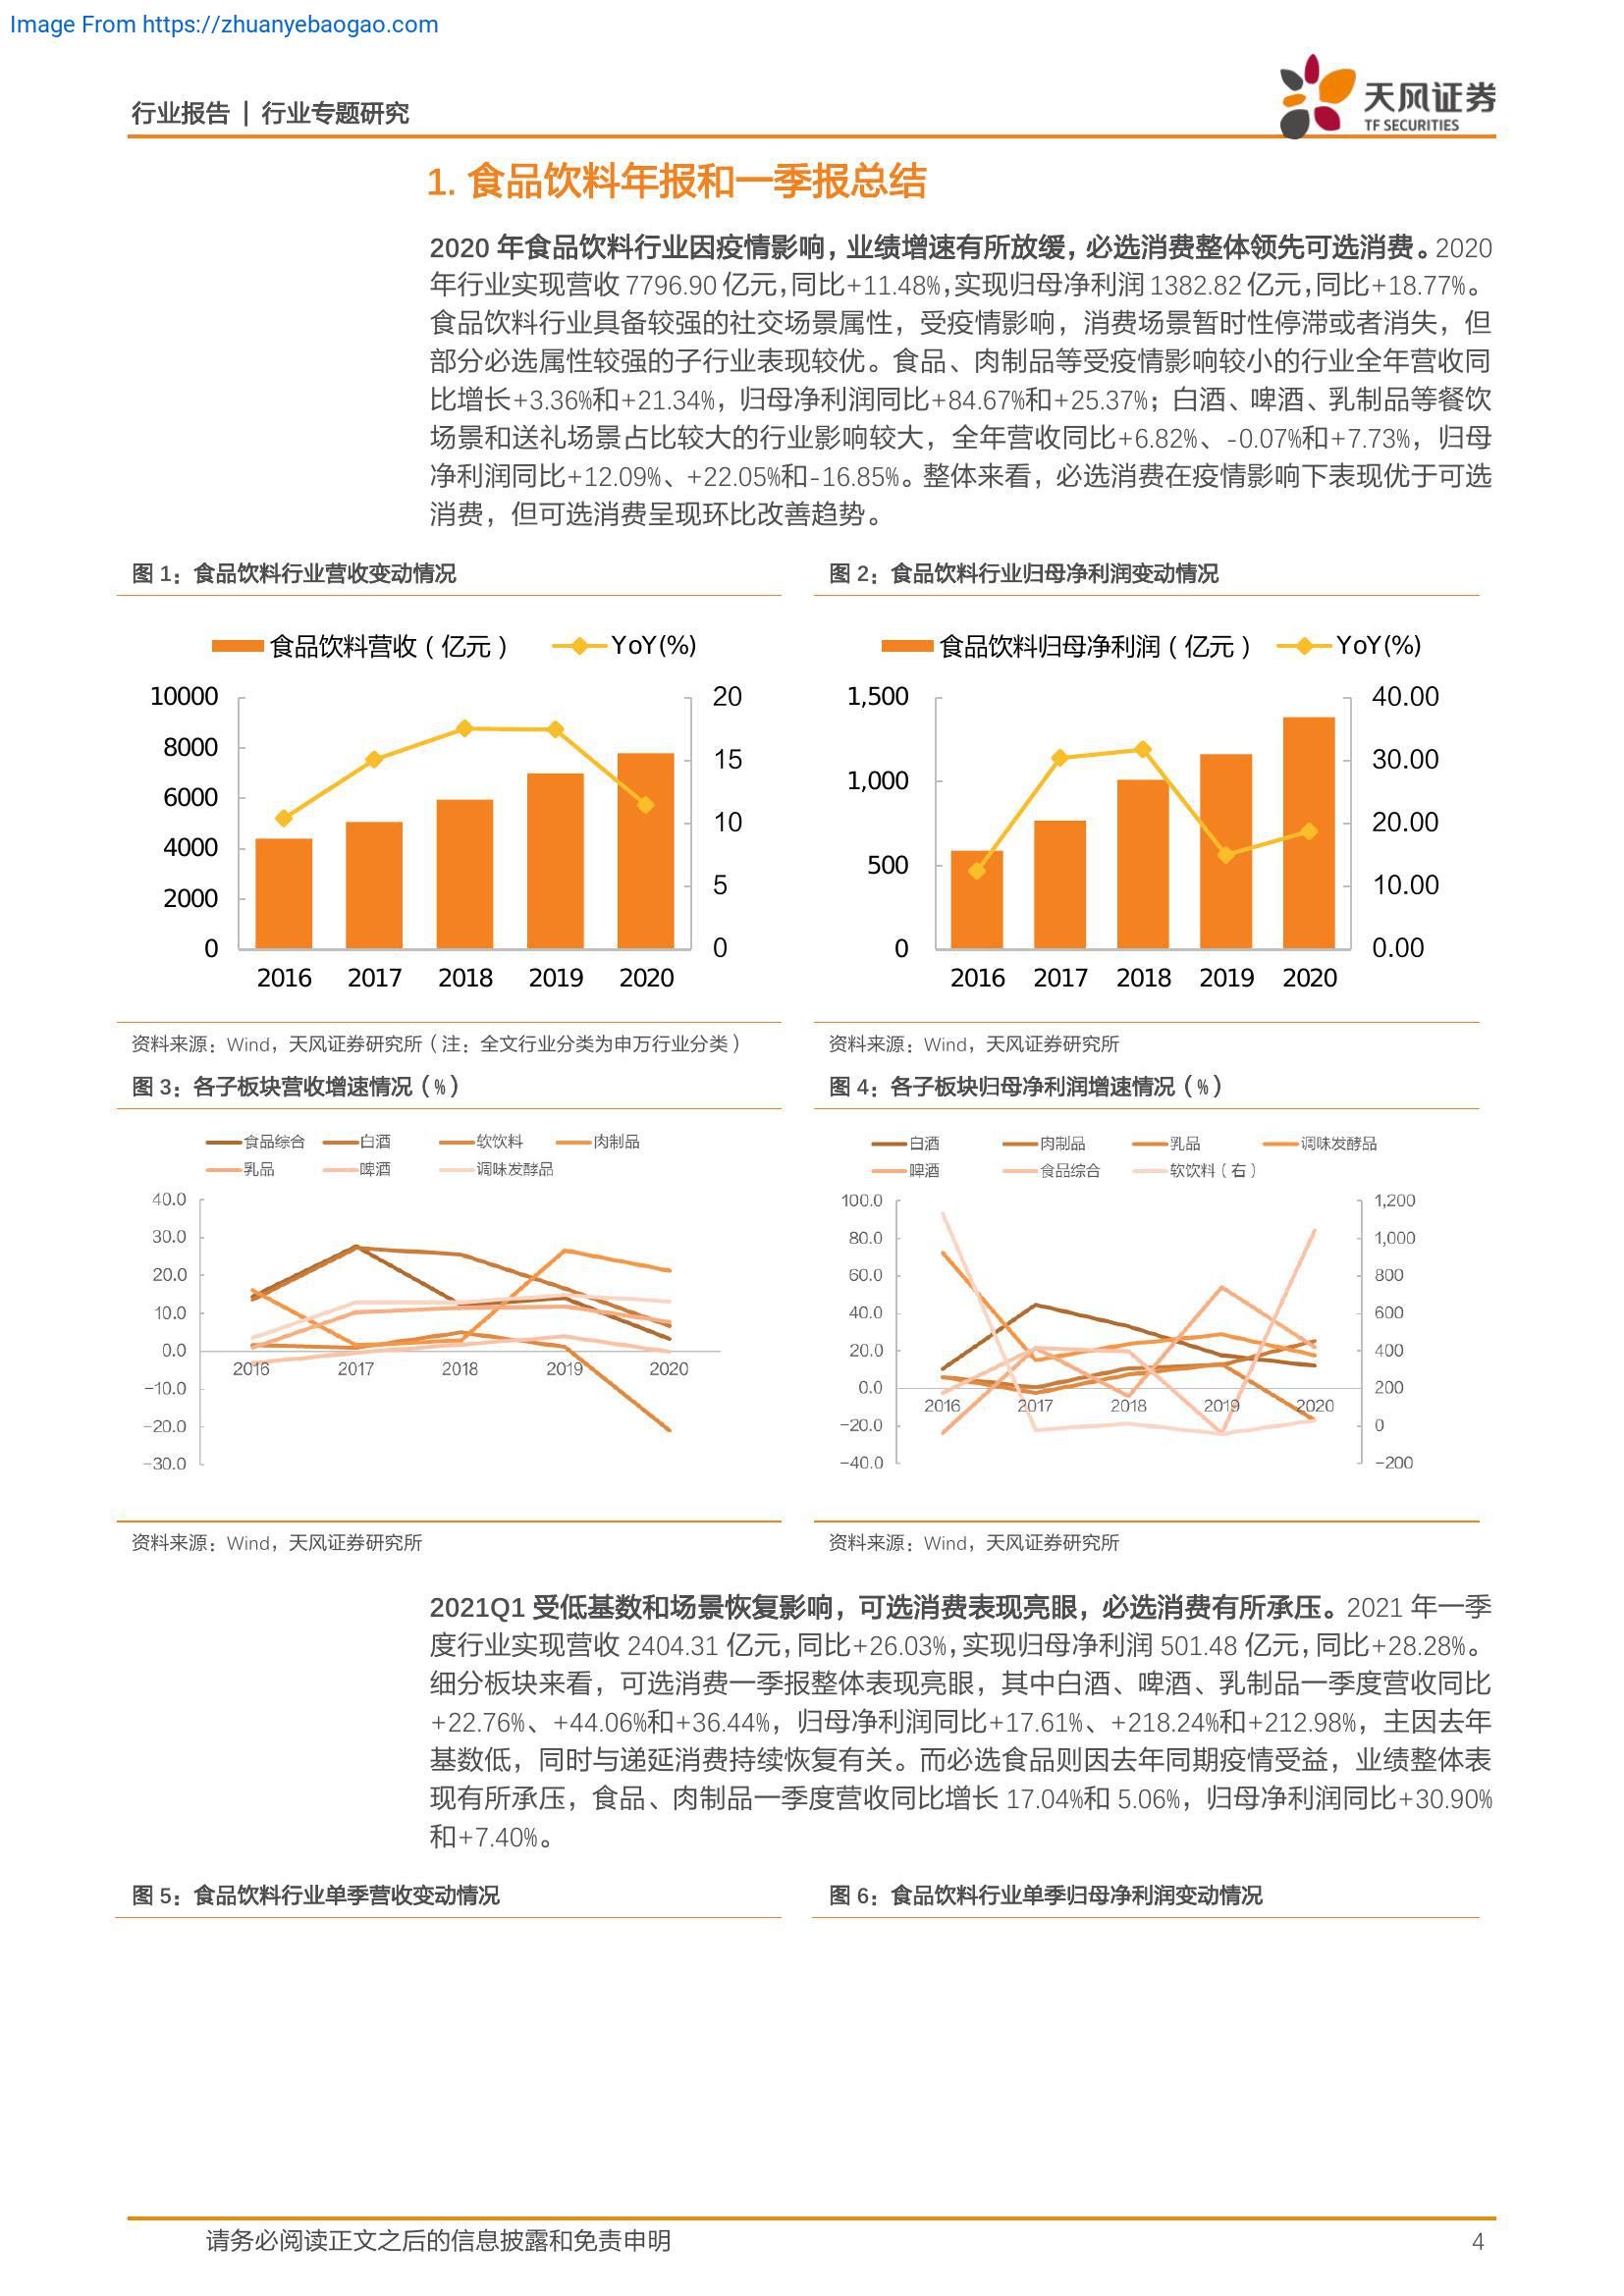 Image From https://zhuanyebaogao.com
行业报告 | 行业专题研究
天风证券
TF SECURITIES
1. 食品饮料年报和一季报总结
2020 年食品饮料行业因疫情影响，业绩增速有所放缓，必选消费整体领先可选消费。2020
年行业实现营收 7796.90 亿元，同比+11.48%，实现归母净利润 1382.82 亿元，同比+18.77%。
食品饮料行业具备较强的社交场景属性，受疫情影响，消费场景暂时性停滞或者消失，但
部分必选属性较强的子行业表现较优。食品、肉制品等受疫情影响较小的行业全年营收同
比增长+3.36%和+21.34%，归母净利润同比+84.67%和+25.37%；白酒、啤酒、乳制品等餐饮
场景和送礼场景占比较大的行业影响较大，全年营收同比+6.82%、-0.07%和+7.73%，归母
净利润同比+12.09%、+22.05%和-16.85%。整体来看，必选消费在疫情影响下表现优于可选
消费，但可选消费呈现环比改善趋势。
图 1：食品饮料行业营收变动情况
食品饮料营收（亿元） YoY(%)
10000 20
8000 15
6000 10
4000 5
2000
0 0
2016 2017 2018 2019 2020
资料来源：Wind，天风证券研究所（注：全文行业分类为申万行业分类）
图 2：食品饮料行业归母净利润变动情况
食品饮料归母净利润（亿元） YoY(%)
1,500 40.00
1,000 30.00
500 20.00
10.00
0 0.00
2016 2017 2018 2019 2020
资料来源：Wind，天风证券研究所
图 3：各子板块营收增速情况（%）
食品综合 白酒 软饮料 肉制品
乳品 啤酒 调味发酵品
40.0
30.0
20.0
10.0
0.0
2016 2017 2018 2019 2020
−10.0
−20.0
−30.0
资料来源：Wind，天风证券研究所
图 4：各子板块归母净利润增速情况（%）
白酒 肉制品 乳品 调味发酵品
啤酒 食品综合 软饮料（右）
100.0 1,200
80.0 1,000
60.0 800
40.0 600
20.0 400
0.0 200
2016 2017 2018 2019 2020
−20.0 0
−40.0 −200
资料来源：Wind，天风证券研究所
2021Q1 受低基数和场景恢复影响，可选消费表现亮眼，必选消费有所承压。2021 年一季
度行业实现营收 2404.31 亿元，同比+26.03%，实现归母净利润 501.48 亿元，同比+28.28%。
细分板块来看，可选消费一季报整体表现亮眼，其中白酒、啤酒、乳制品一季度营收同比
+22.76%、+44.06%和+36.44%，归母净利润同比+17.61%、+218.24%和+212.98%，主因去年
基数低，同时与递延消费持续恢复有关。而必选食品则因去年同期疫情受益，业绩整体表
现有所承压，食品、肉制品一季度营收同比增长 17.04%和 5.06%，归母净利润同比+30.90%
和+7.40%。
图 5：食品饮料行业单季营收变动情况
图 6：食品饮料行业单季归母净利润变动情况
请务必阅读正文之后的信息披露和免责申明 4